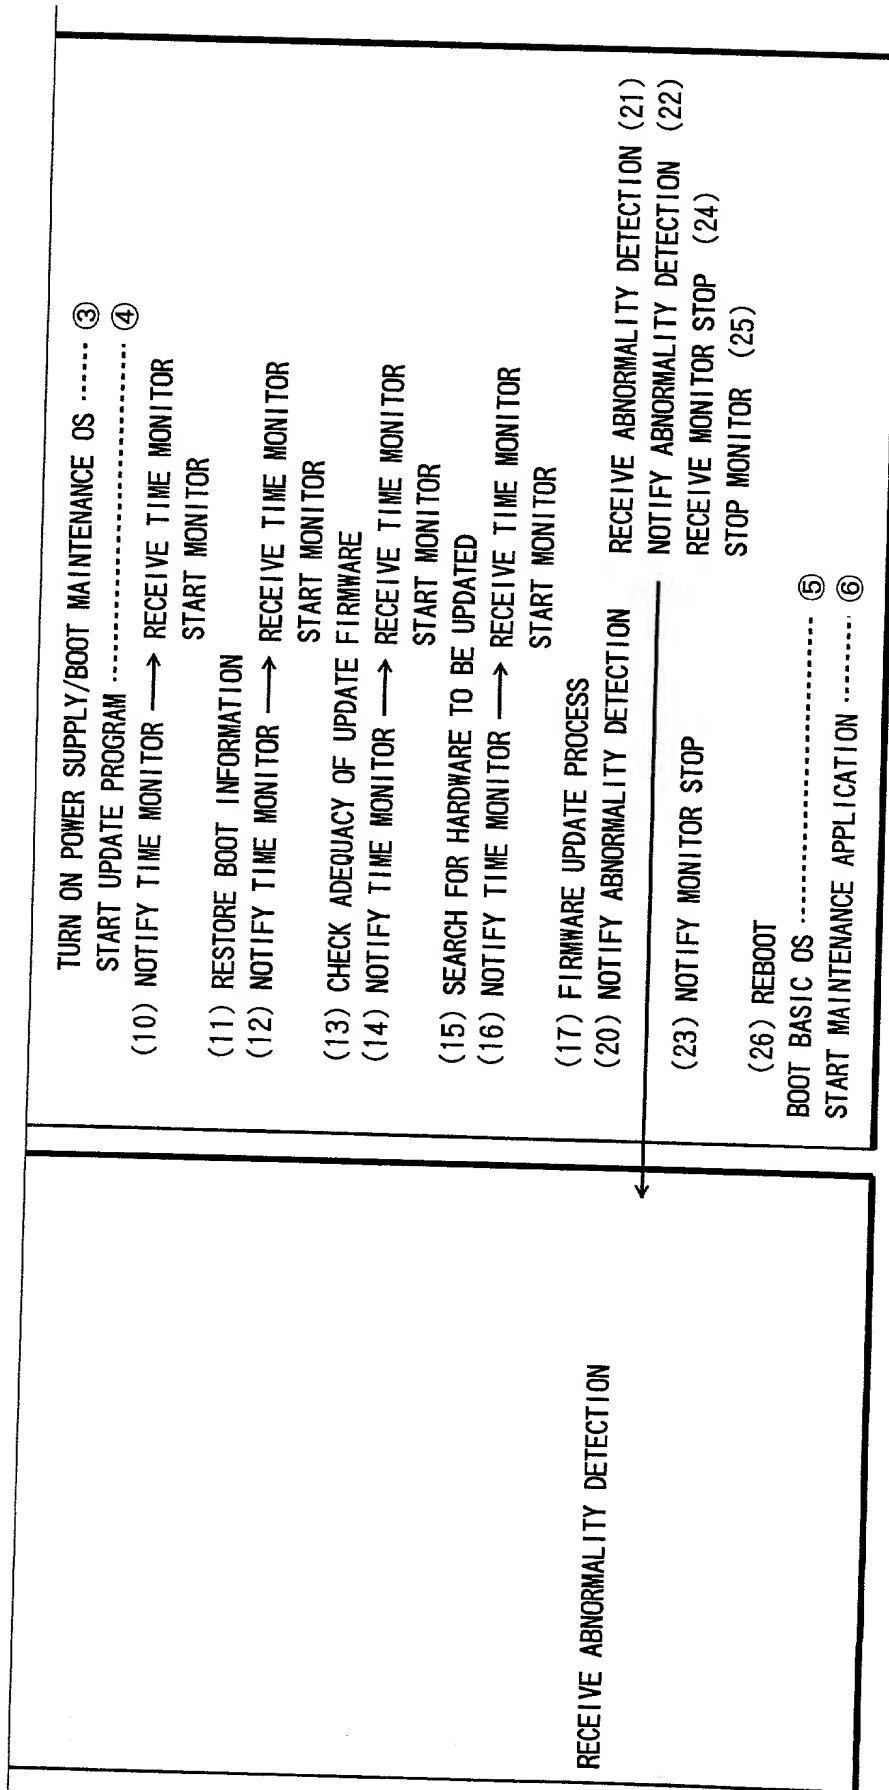 TURN ON POWER SUPPLY/BOOT MAINTENANCE OS ------ ③
START UPDATE PROGRAM ------------------------ ④
(10) NOTIFY TIME MONITOR → RECEIVE TIME MONITOR
START MONITOR
(11) RESTORE BOOT INFORMATION
(12) NOTIFY TIME MONITOR → RECEIVE TIME MONITOR
START MONITOR
(13) CHECK ADEQUACY OF UPDATE FIRMWARE
(14) NOTIFY TIME MONITOR → RECEIVE TIME MONITOR
START MONITOR
(15) SEARCH FOR HARDWARE TO BE UPDATED
(16) NOTIFY TIME MONITOR → RECEIVE TIME MONITOR
START MONITOR
(17) FIRMWARE UPDATE PROCESS
RECEIVE ABNORMALITY DETECTION
(20) NOTIFY ABNORMALITY DETECTION RECEIVE ABNORMALITY DETECTION (21)
NOTIFY ABNORMALITY DETECTION (22)
(23) NOTIFY MONITOR STOP RECEIVE MONITOR STOP (24)
STOP MONITOR (25)
(26) REBOOT
BOOT BASIC OS ------------------------ ⑤
START MAINTENANCE APPLICATION -------- ⑥